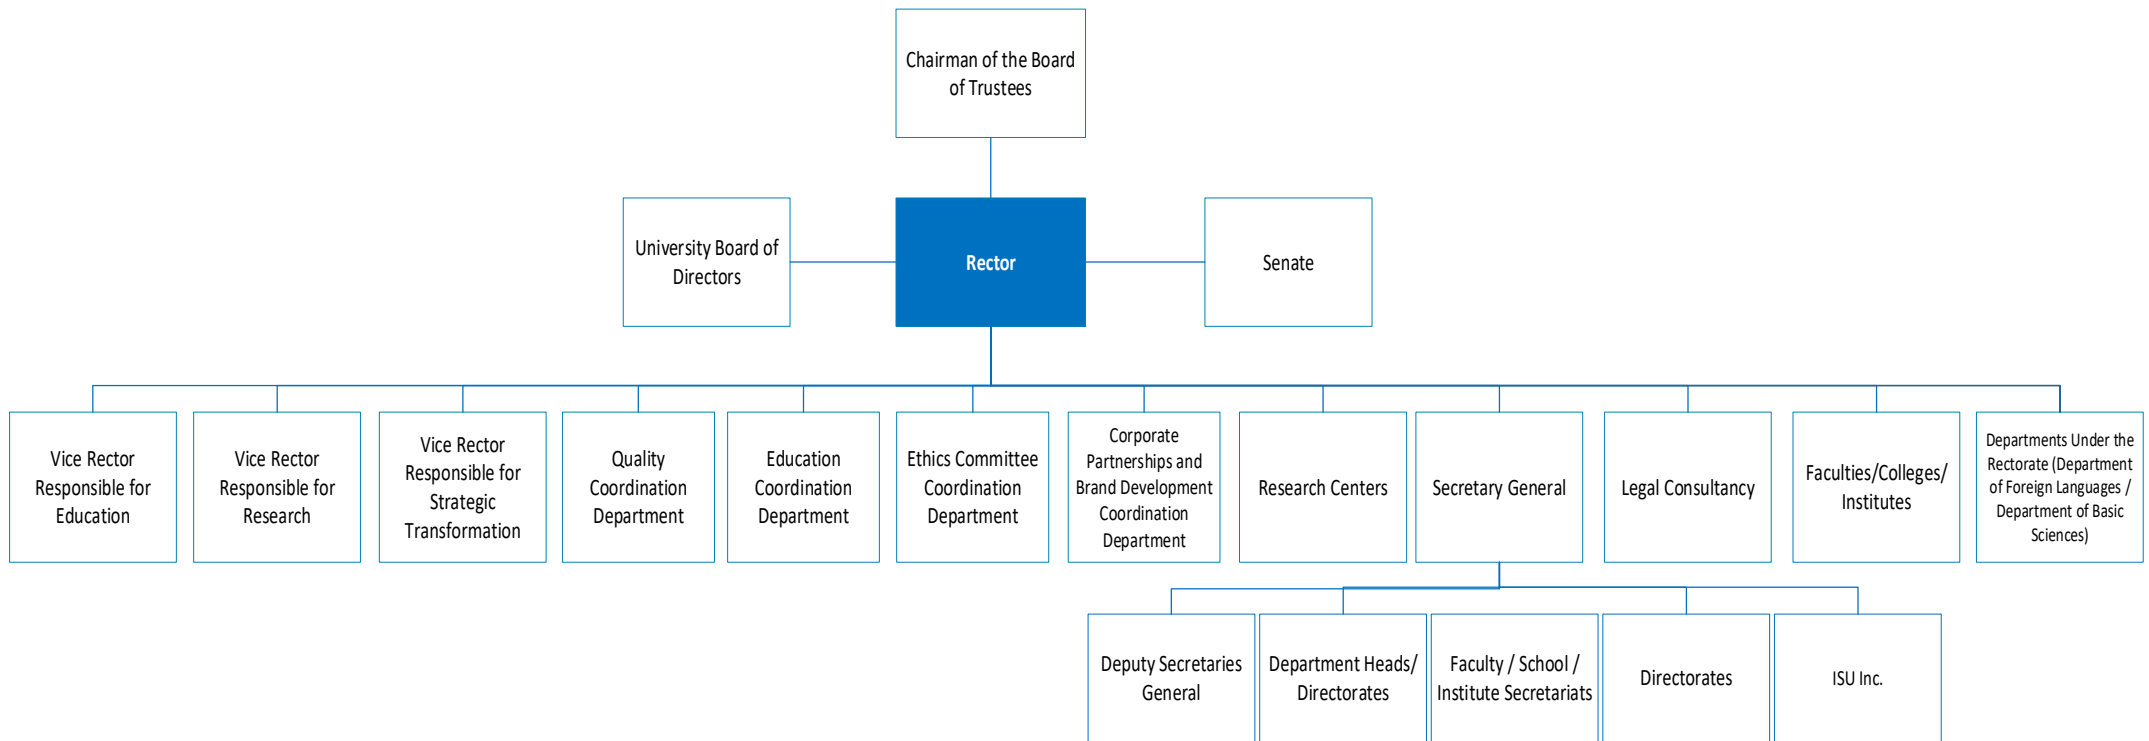 Chairman of the Board
of Trustees
University Board of
Directors
Rector
Senate
Vice Rector
Responsible for
Education
Vice Rector
Responsible for
Research
Vice Rector
Responsible for
Strategic
Transformation
Quality
Coordination
Department
Education
Coordination
Department
Ethics Committee
Coordination
Department
Corporate
Partnerships and
Brand Development
Coordination
Department
Research Centers
Secretary General
Legal Consultancy
Faculties/Colleges/
Institutes
Departments Under the
Rectorate (Department
of Foreign Languages /
Department of Basic
Sciences)
Deputy Secretaries
General
Department Heads/
Directorates
Faculty / School /
Institute Secretariats
Directorates
ISU Inc.